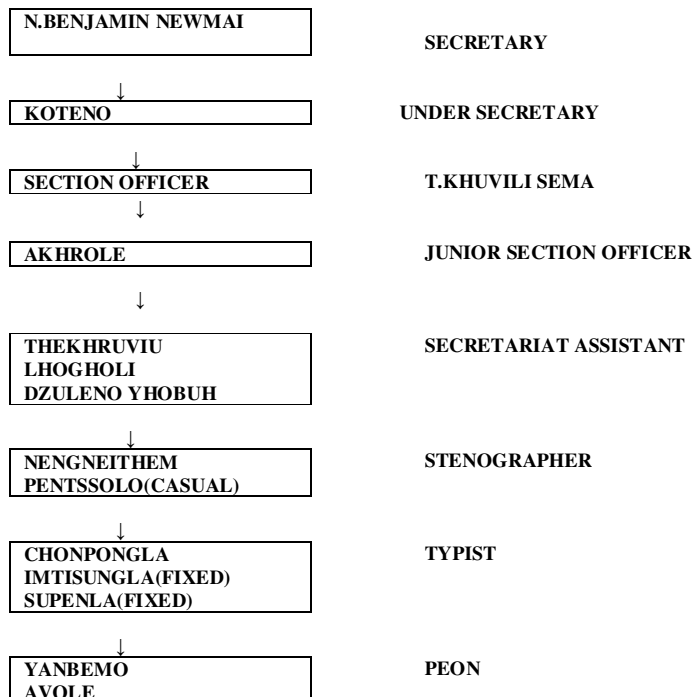 N.BENJAMIN NEWMAI
SECRETARY
↓
KOTENO UNDER SECRETARY
↓
SECTION OFFICER T.KHUVILI SEMA
↓
AKHROLE JUNIOR SECTION OFFICER
↓
THEKHRUVIU SECRETARIAT ASSISTANT
LHOGHOLI
DZULENO YHOBUH
↓
NENGNEITHEM STENOGRAPHER
PENTSSOLO(CASUAL)
↓
CHONPONGLA TYPIST
IMTISUNGLA(FIXED)
SUPENLA(FIXED)
↓
YANBEMO PEON
AVOLE